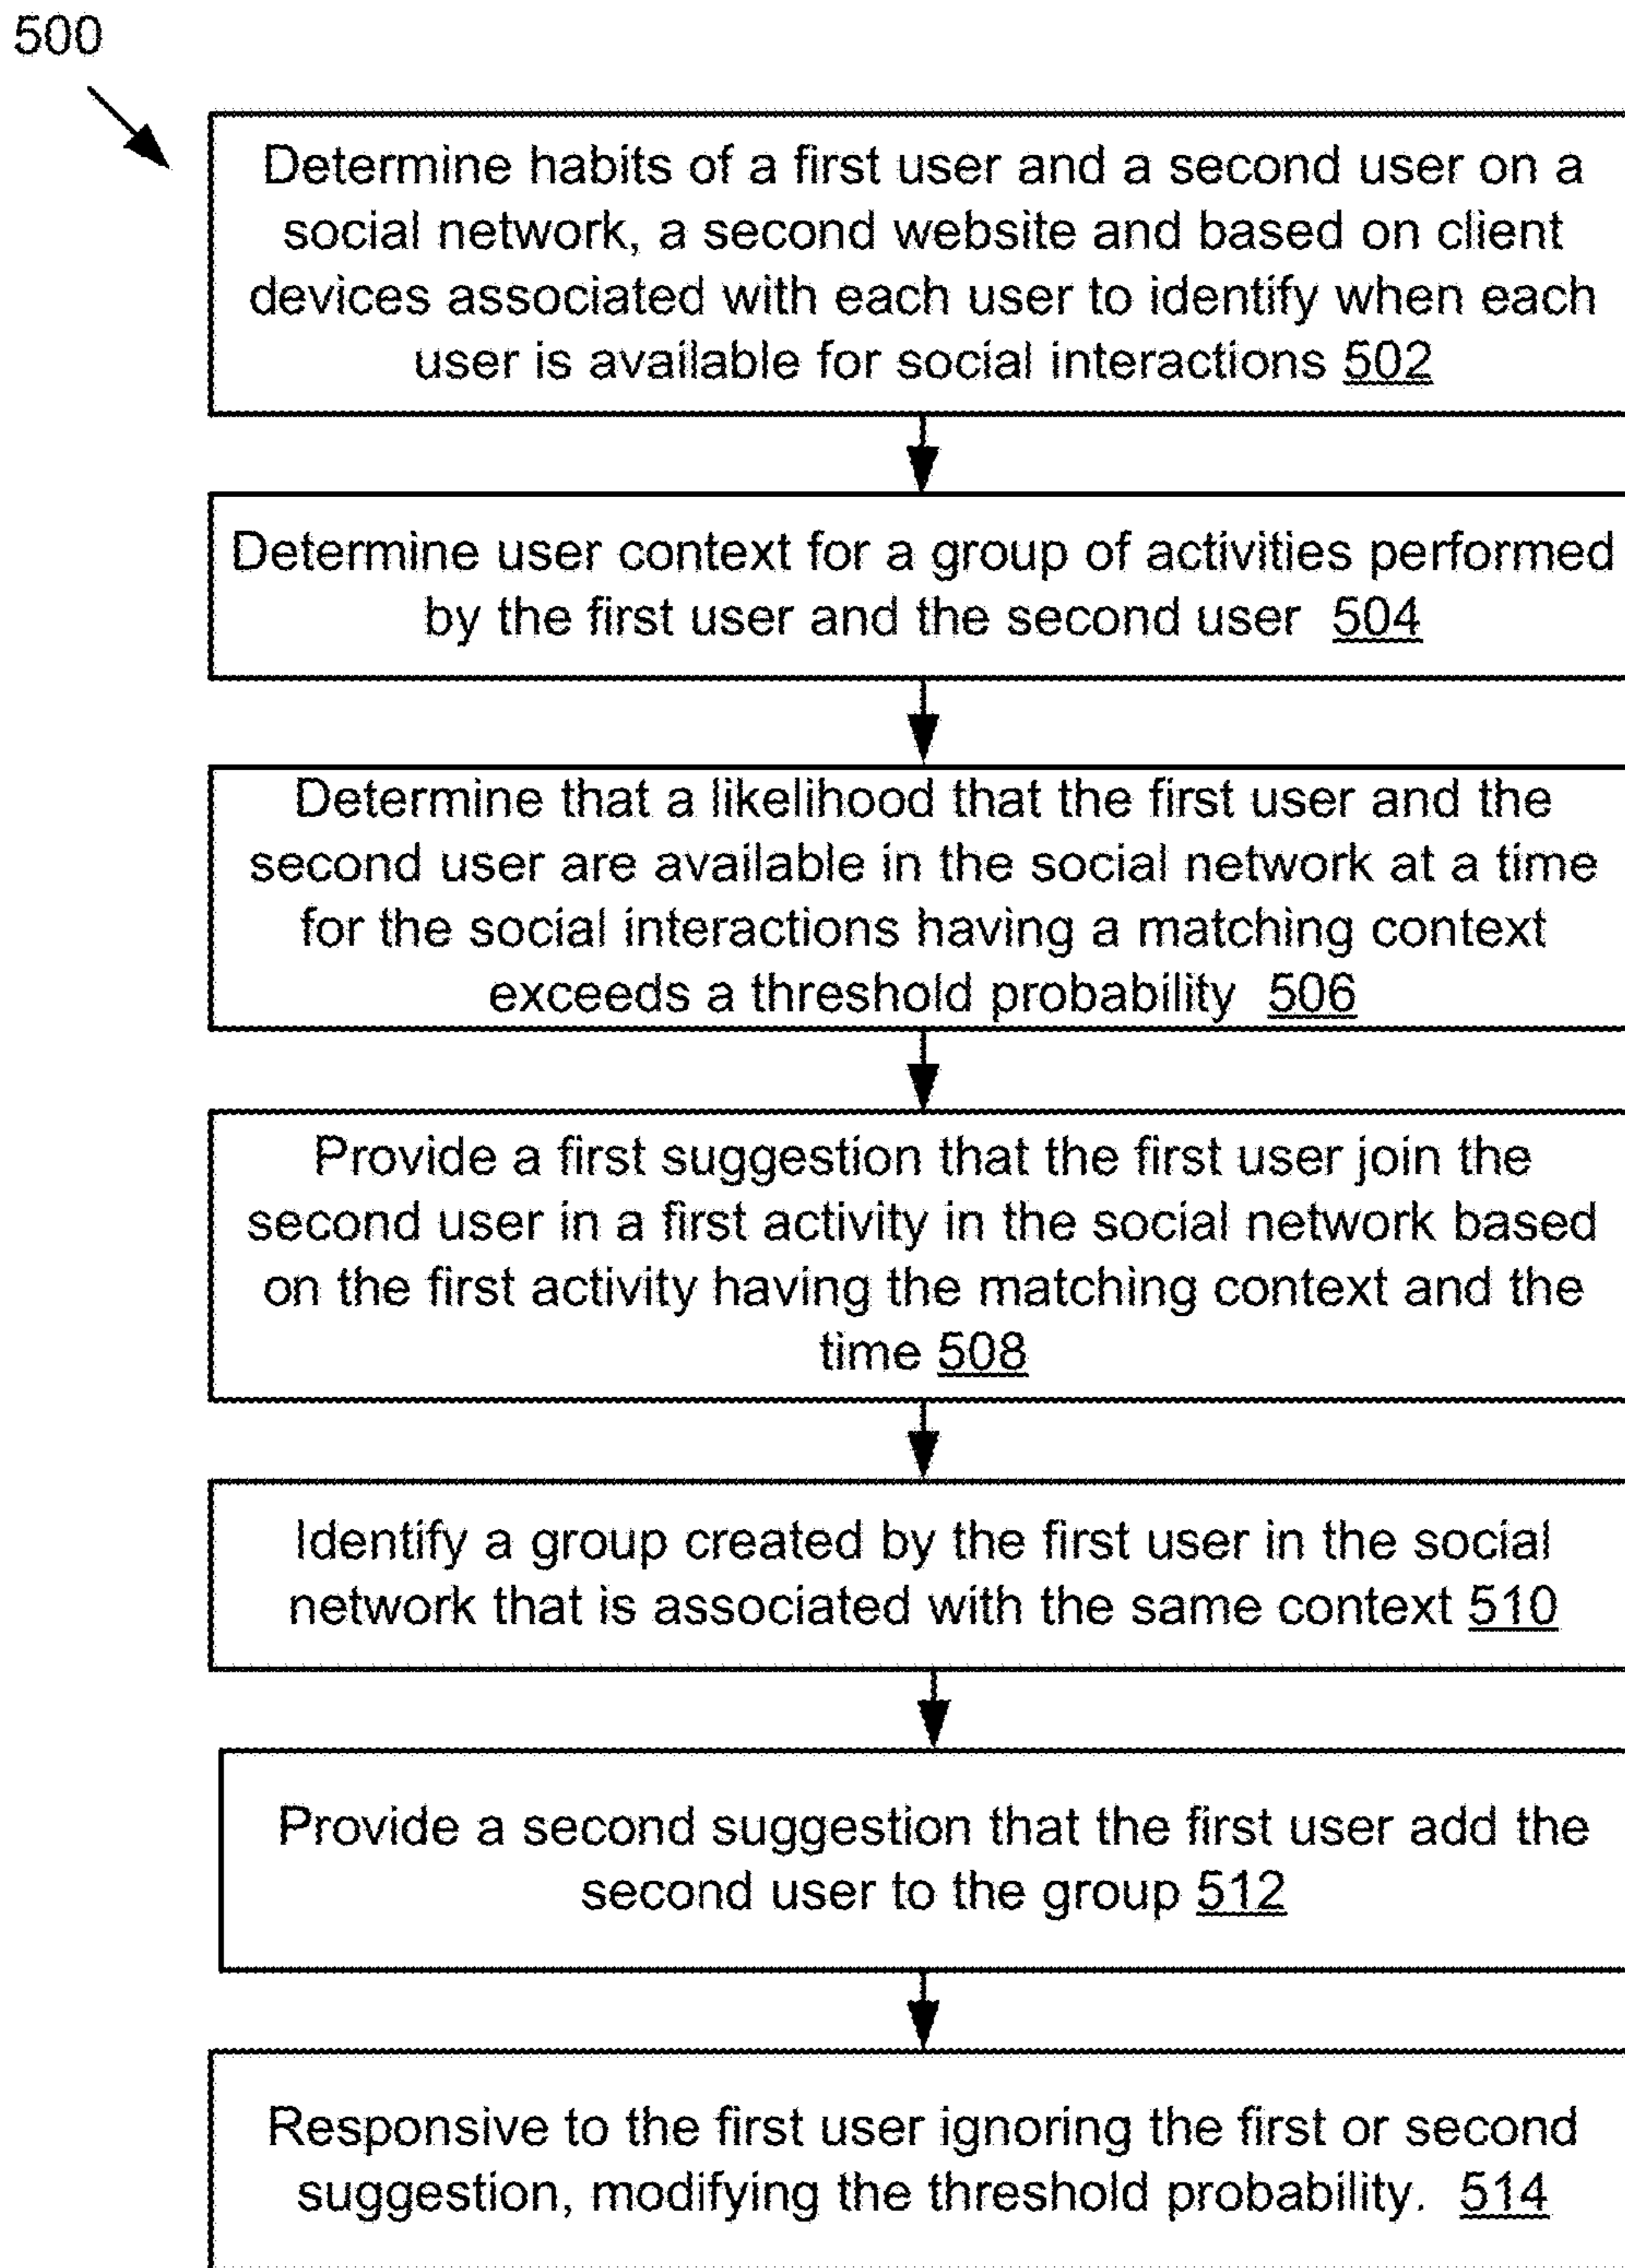 500
Determine habits of a first user and a second user on a
social network, a second website and based on client
devices associated with each user to identify when each
user is available for social interactions 502
Determine user context for a group of activities performed
by the first user and the second user 504
Determine that a likelihood that the first user and the
second user are available in the social network at a time
for the social interactions having a matching context
exceeds a threshold probability 506
Provide a first suggestion that the first user join the
second user in a first activity in the social network based
on the first activity having the matching context and the
time 508
Identify a group created by the first user in the social
network that is associated with the same context 510
Provide a second suggestion that the first user add the
second user to the group 512
Responsive to the first user ignoring the first or second
suggestion, modifying the threshold probability. 514